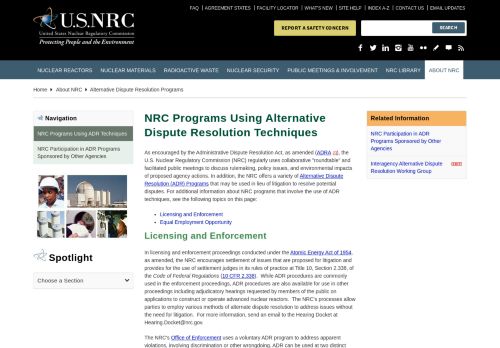 FAQ | AGREEMENT STATES | FACILITY LOCATOR | WHAT'S NEW | SITE HELP | INDEX A-Z | CONTACT US | EMAIL UPDATES
U.S.NRC
United States Nuclear Regulatory Commission
Protecting People and the Environment
REPORT A SAFETY CONCERN
SEARCH
NUCLEAR REACTORS NUCLEAR MATERIALS RADIOACTIVE WASTE NUCLEAR SECURITY PUBLIC MEETINGS & INVOLVEMENT NRC LIBRARY ABOUT NRC
Home About NRC Alternative Dispute Resolution Programs
Navigation
NRC Programs Using ADR Techniques
NRC Participation in ADR Programs
Sponsored by Other Agencies
Spotlight
Choose a Section
NRC Programs Using Alternative
Dispute Resolution Techniques
As encouraged by the Administrative Dispute Resolution Act, as amended (ADRA), the
U.S. Nuclear Regulatory Commission (NRC) regularly uses collaborative "roundtable" and
facilitated public meetings to discuss rulemaking, policy issues, and environmental impacts
of proposed agency actions. In addition, the NRC offers a variety of Alternative Dispute
Resolution (ADR) Programs that may be used in lieu of litigation to resolve potential
disputes. For additional information about NRC programs that involve the use of ADR
techniques, see the following topics on this page:
• Licensing and Enforcement
• Equal Employment Opportunity
Licensing and Enforcement
In licensing and enforcement proceedings conducted under the Atomic Energy Act of 1954,
as amended, the NRC encourages settlement of issues that are proposed for litigation and
provides for the use of settlement judges in its rules of practice at Title 10, Section 2.338, of
the Code of Federal Regulations (10 CFR 2.338). While ADR procedures are commonly
used in the enforcement proceedings, ADR procedures are also available for use in other
proceedings including adjudicatory hearings requested by members of the public on
applications to construct or operate advanced nuclear reactors. The NRC's processes allow
parties to employ various methods of alternate dispute resolution to address issues without
the need for litigation. For more information, send an email to the Hearing Docket at
Hearing.Docket@nrc.gov.
The NRC's Office of Enforcement uses a voluntary ADR program to address apparent
violations, involving discrimination or other wrongdoing. ADR can be used at two distinct
Related Information
NRC Participation in ADR
Programs Sponsored by Other
Agencies
Interagency Alternative Dispute
Resolution Working Group
EXIT